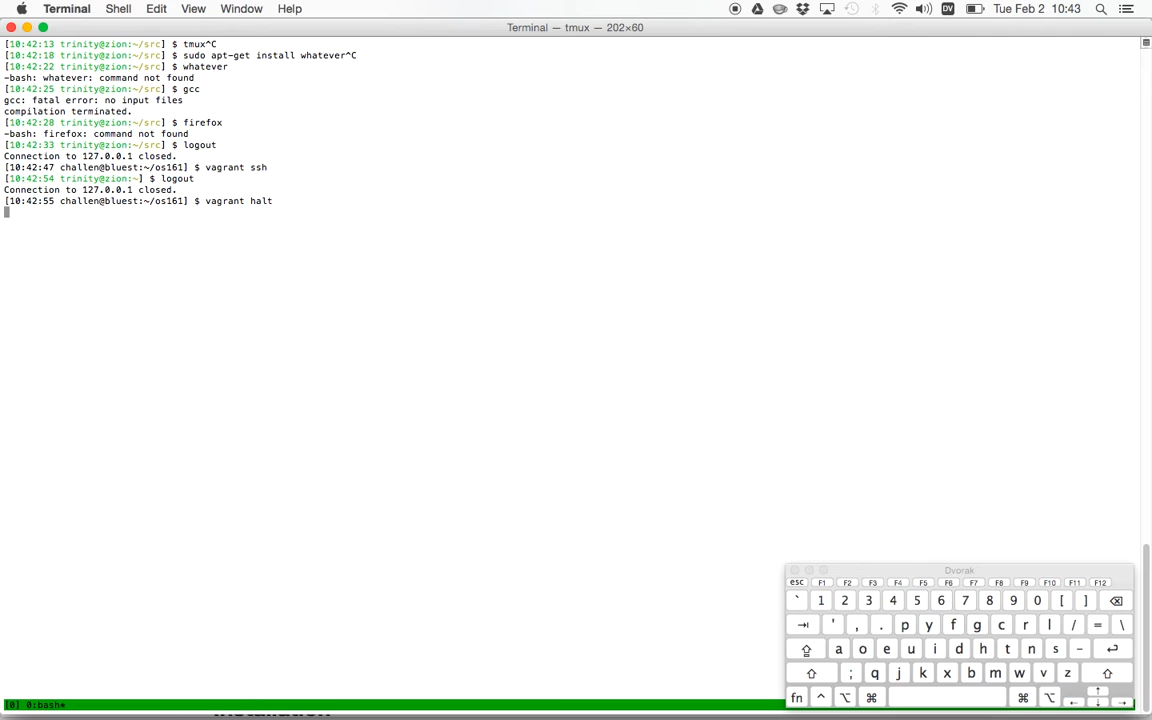 Terminal Shell Edit View Window Help DV Tue Feb 2 10:43
Terminal — tmux — 202×60
[10:42:13 trinity@zion:~/src] $ tmux^C
[10:42:18 trinity@zion:~/src] $ sudo apt-get install whatever^C
[10:42:22 trinity@zion:~/src] $ whatever
-bash: whatever: command not found
[10:42:25 trinity@zion:~/src] $ gcc
gcc: fatal error: no input files
compilation terminated.
[10:42:28 trinity@zion:~/src] $ firefox
-bash: firefox: command not found
[10:42:33 trinity@zion:~/src] $ logout
Connection to 127.0.0.1 closed.
[10:42:47 challen@bluest:~/os161] $ vagrant ssh
[10:42:54 trinity@zion:~] $ logout
Connection to 127.0.0.1 closed.
[10:42:55 challen@bluest:~/os161] $ vagrant halt
Dvorak
esc F1 F2 F3 F4 F5 F6 F7 F8 F9 F10 F11 F12
` 1 2 3 4 5 6 7 8 9 0 [ ]
' , . p y f g c r l / = \
a o e u i d h t n s -
; q j k x b m w v z
fn ^ ⌥ ⌘ ⌘ ⌥
[0] 0:bash*